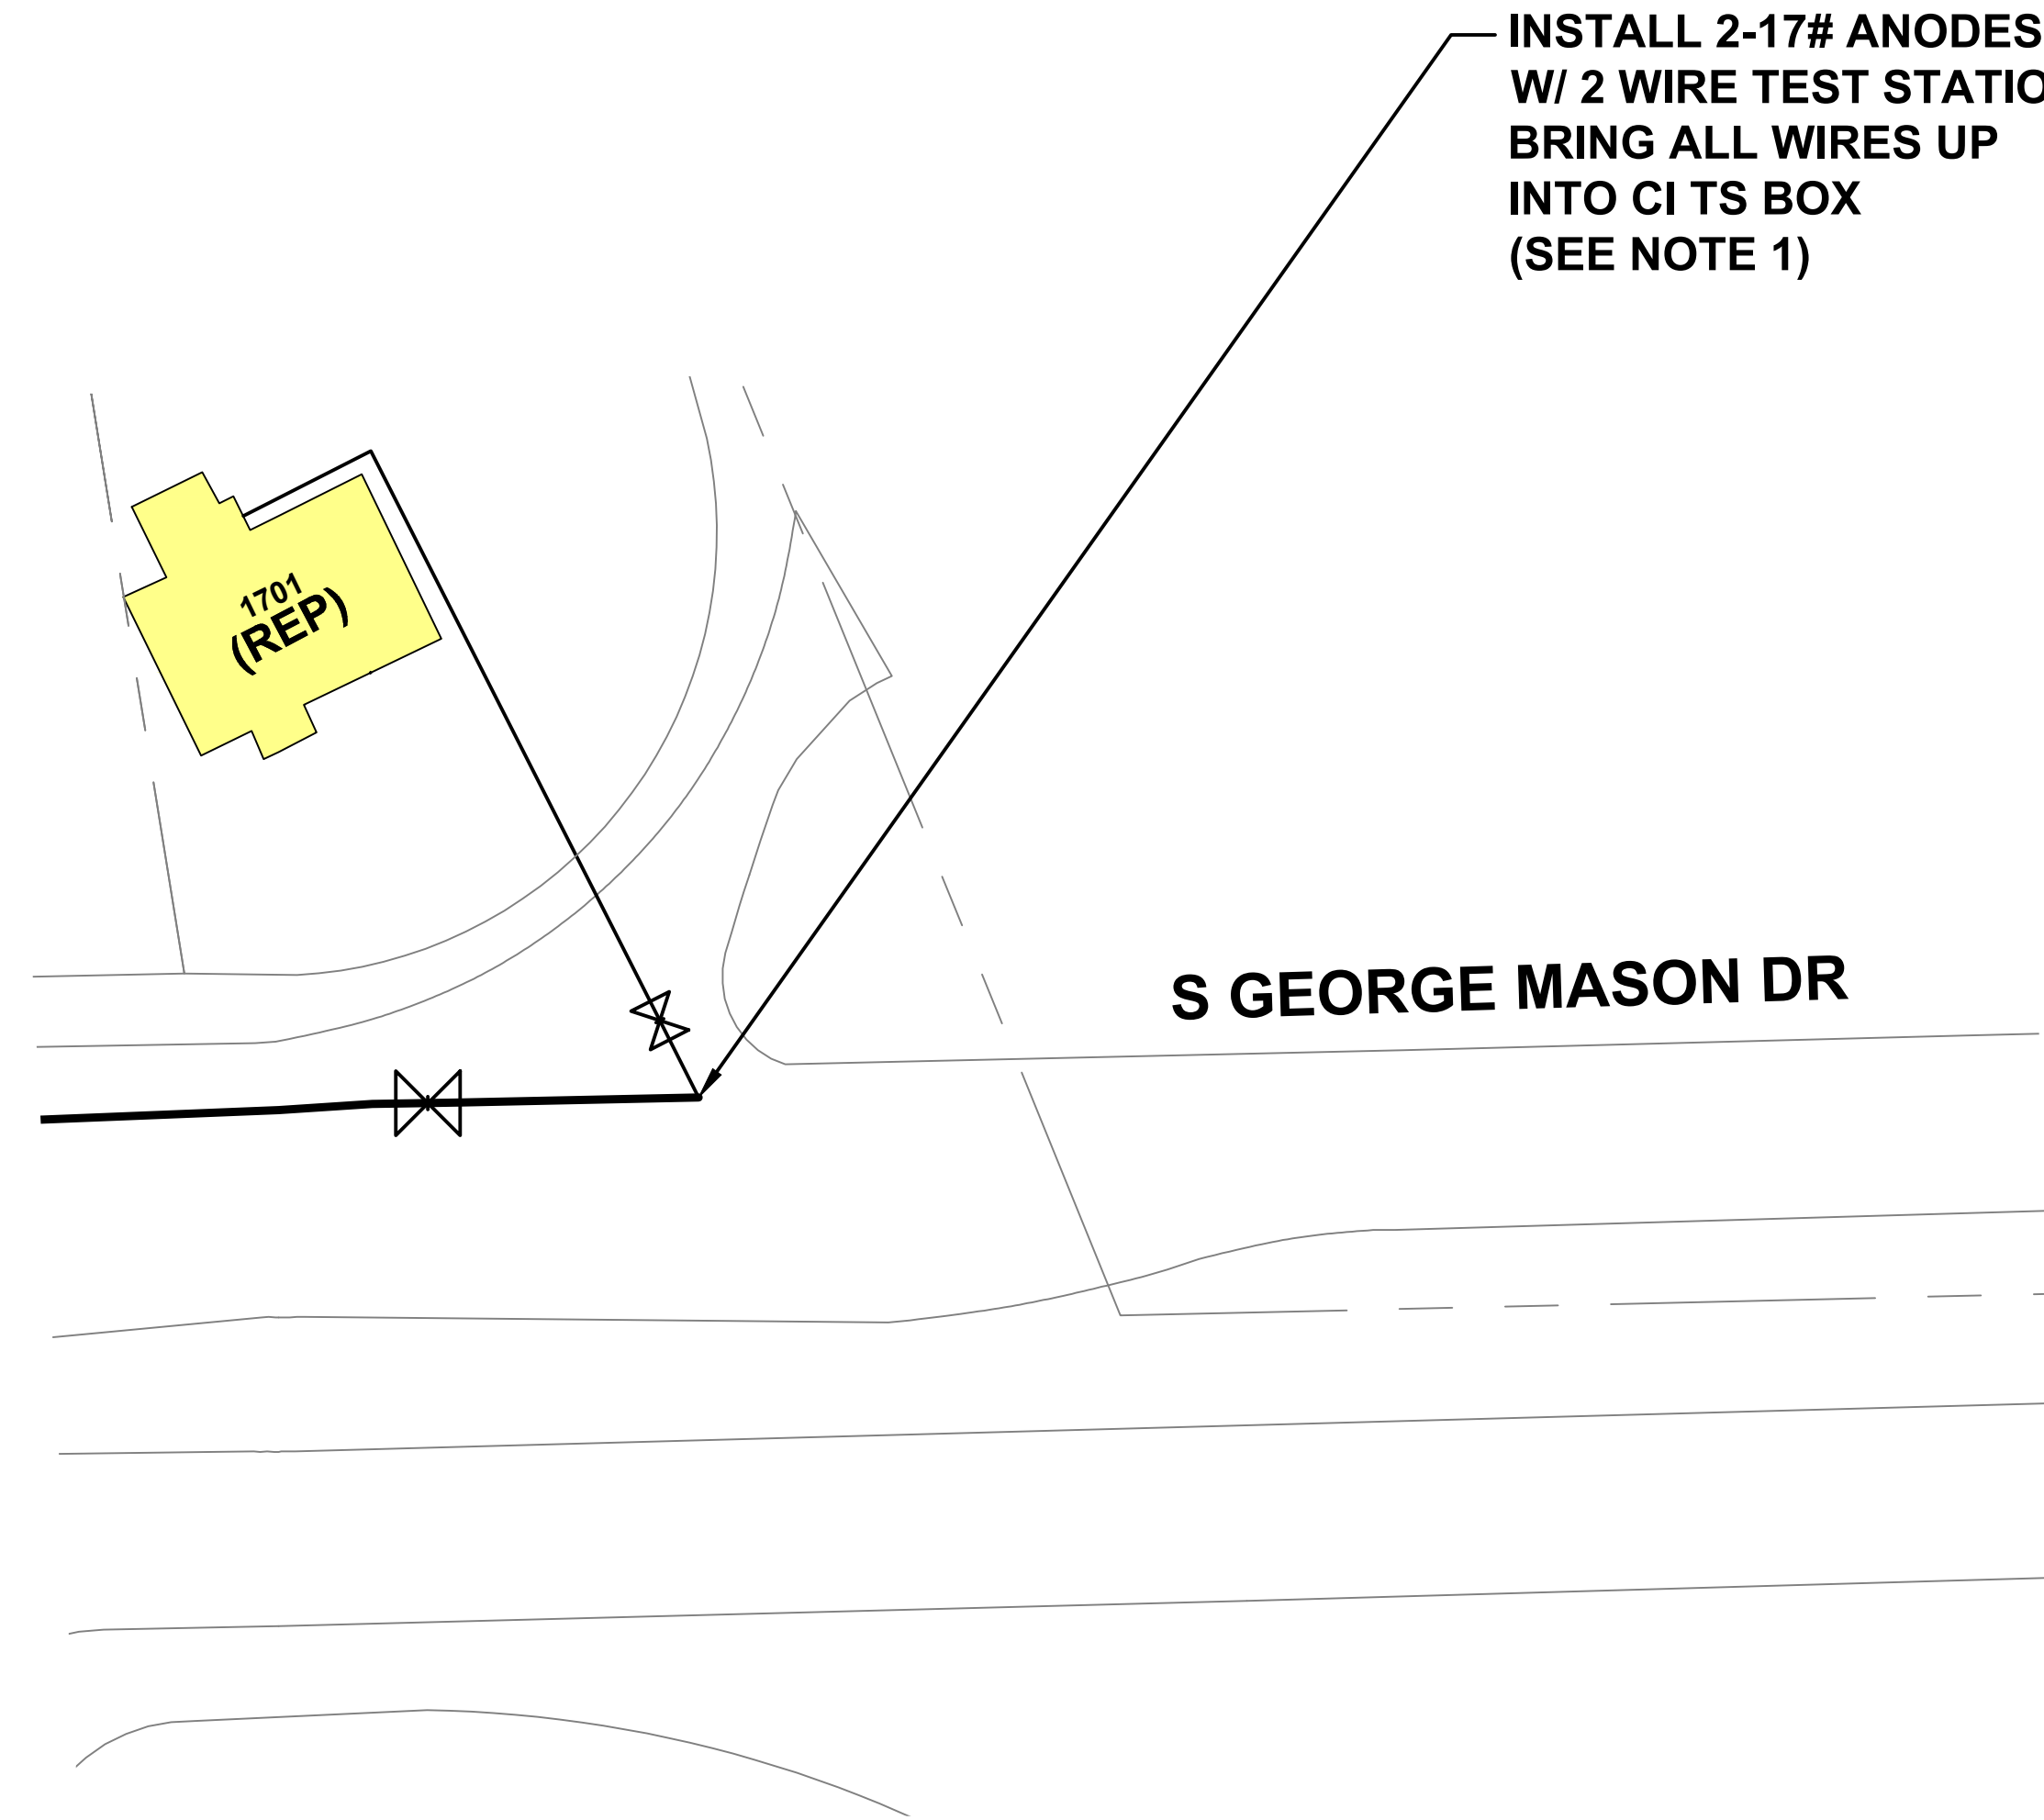 INSTALL 2-17# ANODES
W/ 2 WIRE TEST STATIO
BRING ALL WIRES UP
INTO CI TS BOX
(SEE NOTE 1)
1701
(REP)
S GEORGE MASON DR